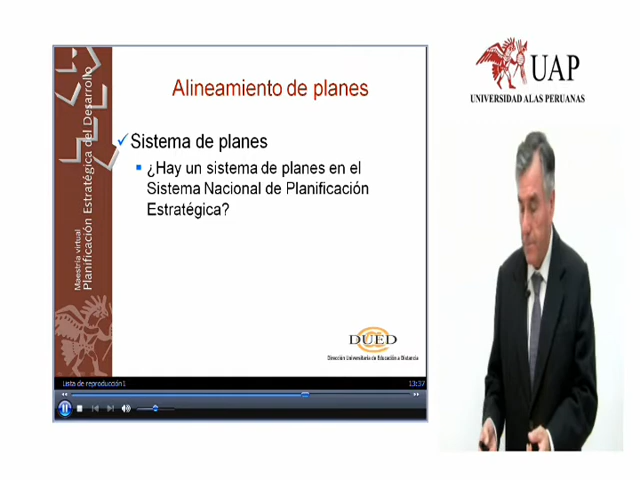 Alineamiento de planes
Sistema de planes
¿Hay un sistema de planes en el
Sistema Nacional de Planificación
Estratégica?
Maestría virtual
Planificación Estratégica del Desarrollo
DUED
Dirección Universitaria de Educación a Distancia
Lista de reproducción1
13:37
UAP
UNIVERSIDAD ALAS PERUANAS